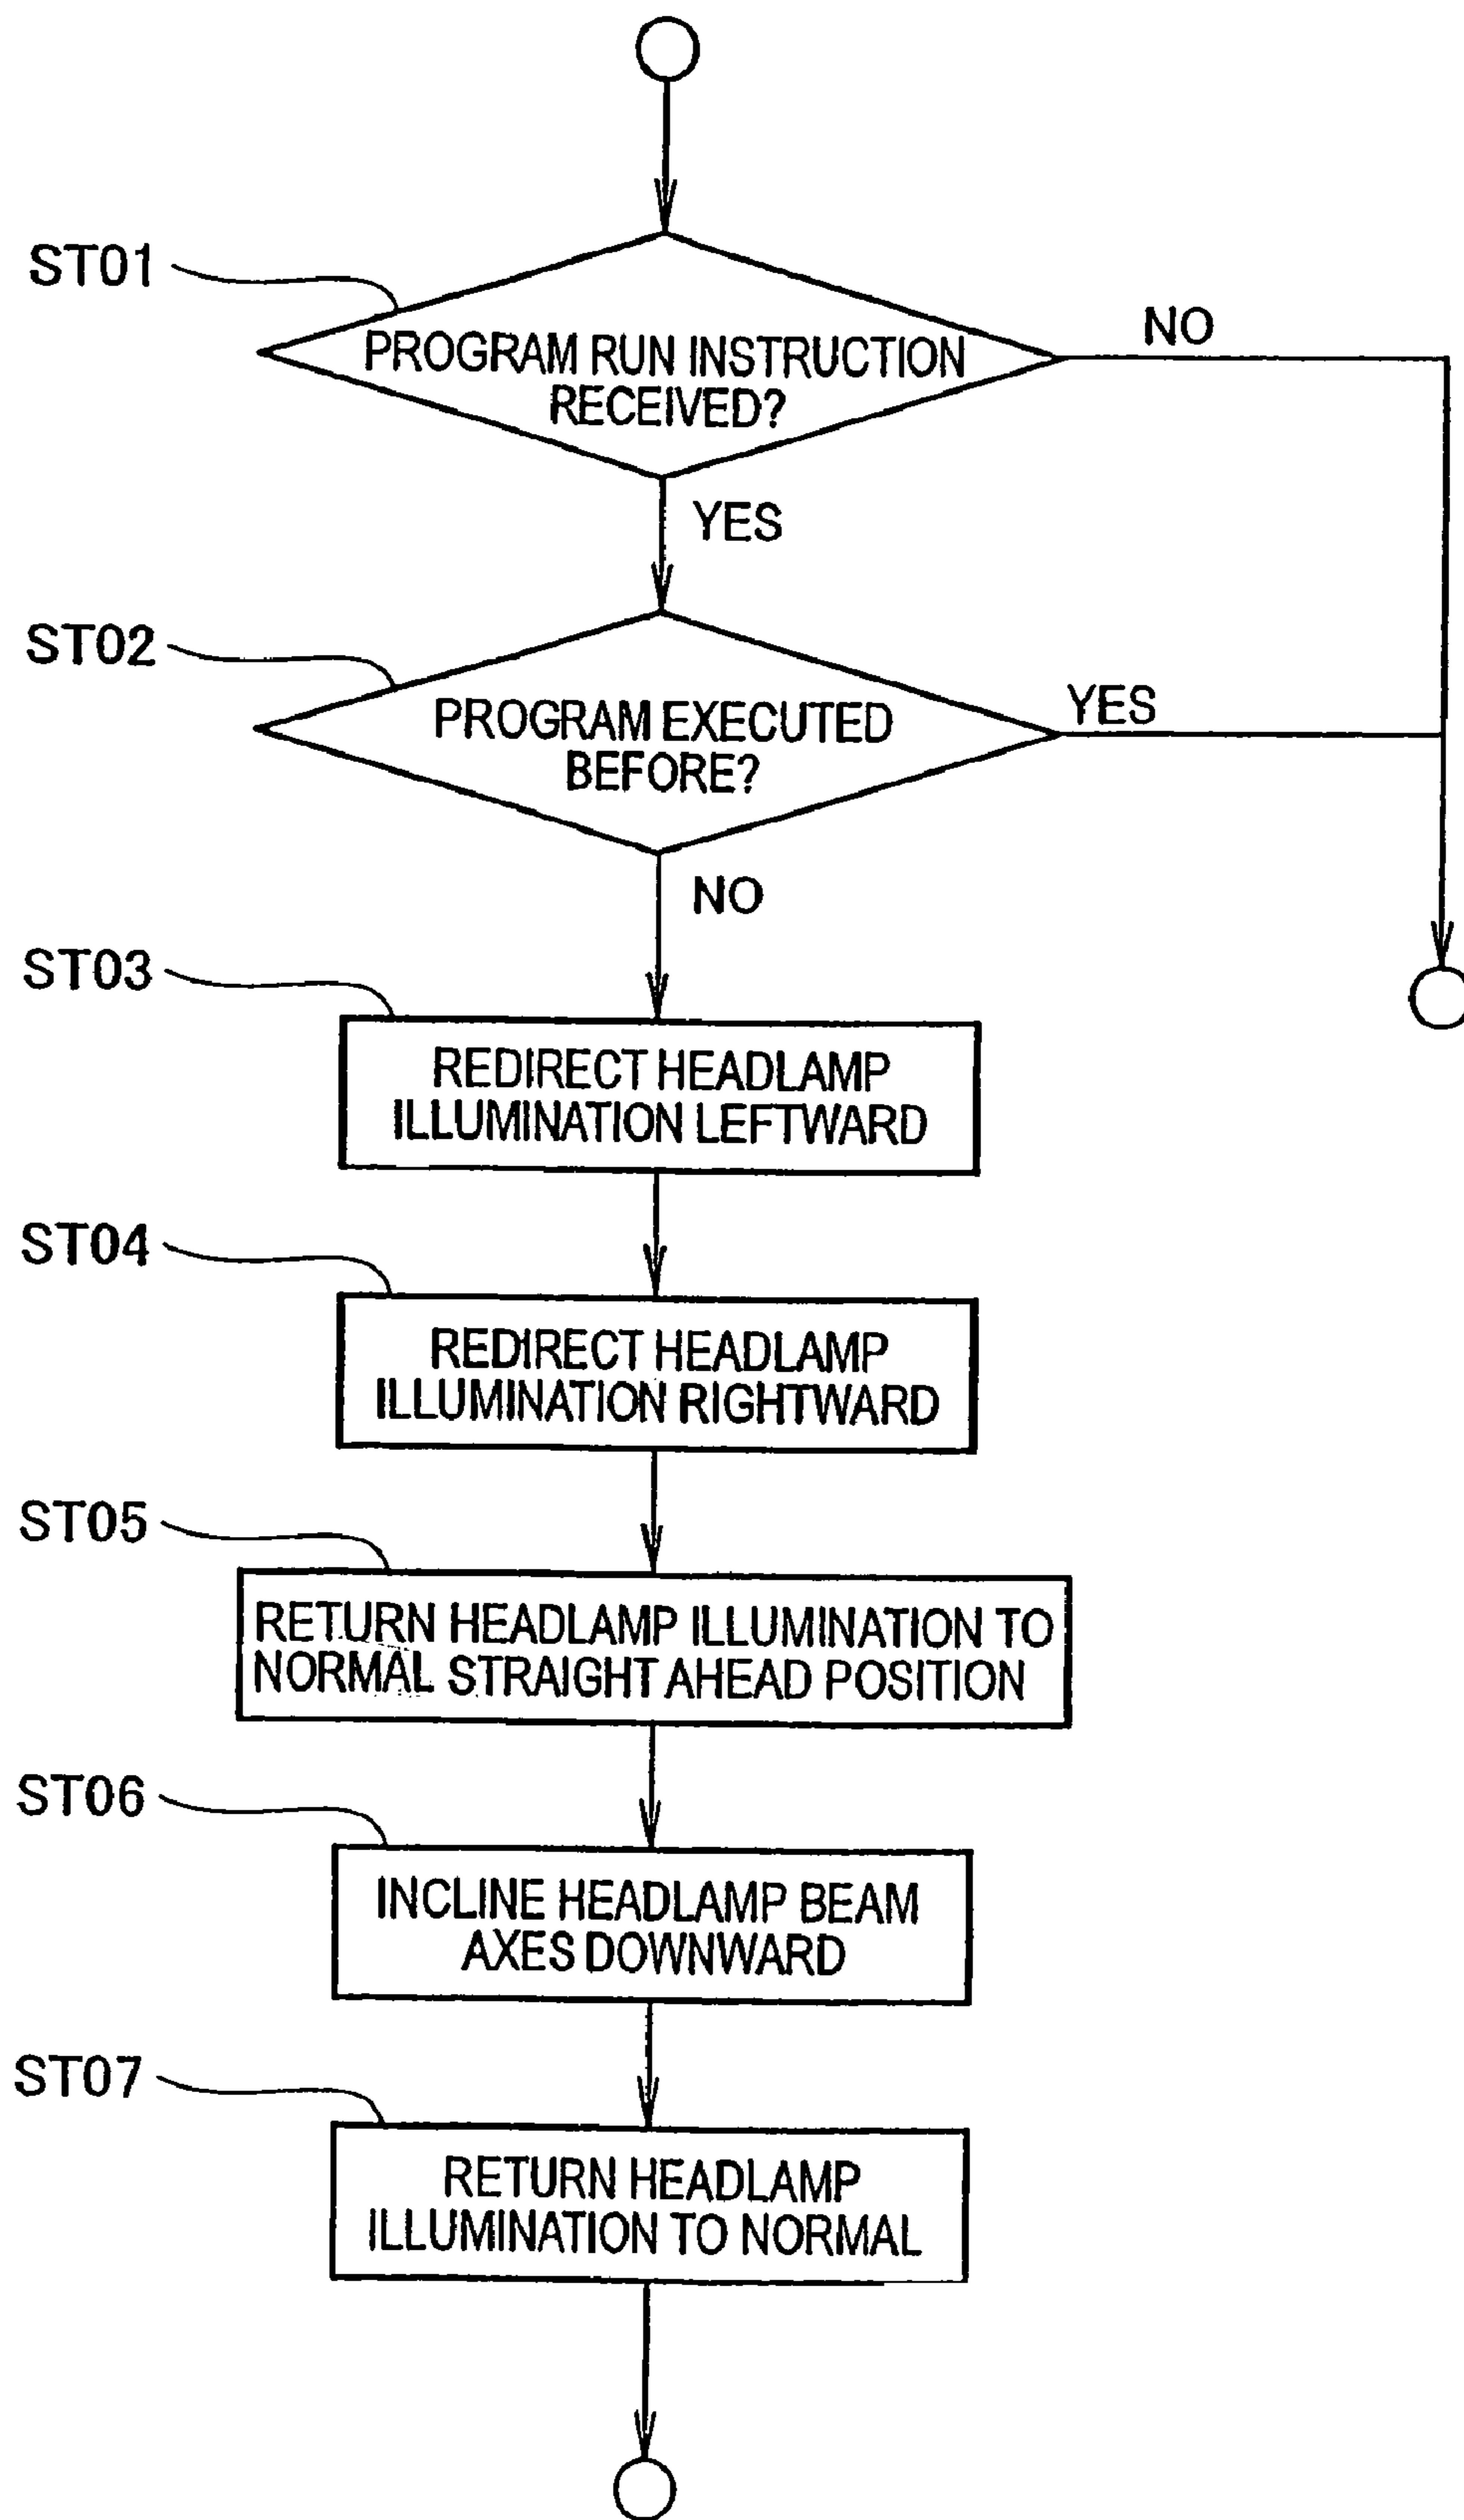 ST01
PROGRAM RUN INSTRUCTION
RECEIVED?
NO
YES
ST02
PROGRAM EXECUTED
BEFORE?
YES
NO
ST03
REDIRECT HEADLAMP
ILLUMINATION LEFTWARD
ST04
REDIRECT HEADLAMP
ILLUMINATION RIGHTWARD
ST05
RETURN HEADLAMP ILLUMINATION TO
NORMAL STRAIGHT AHEAD POSITION
ST06
INCLINE HEADLAMP BEAM
AXES DOWNWARD
ST07
RETURN HEADLAMP
ILLUMINATION TO NORMAL